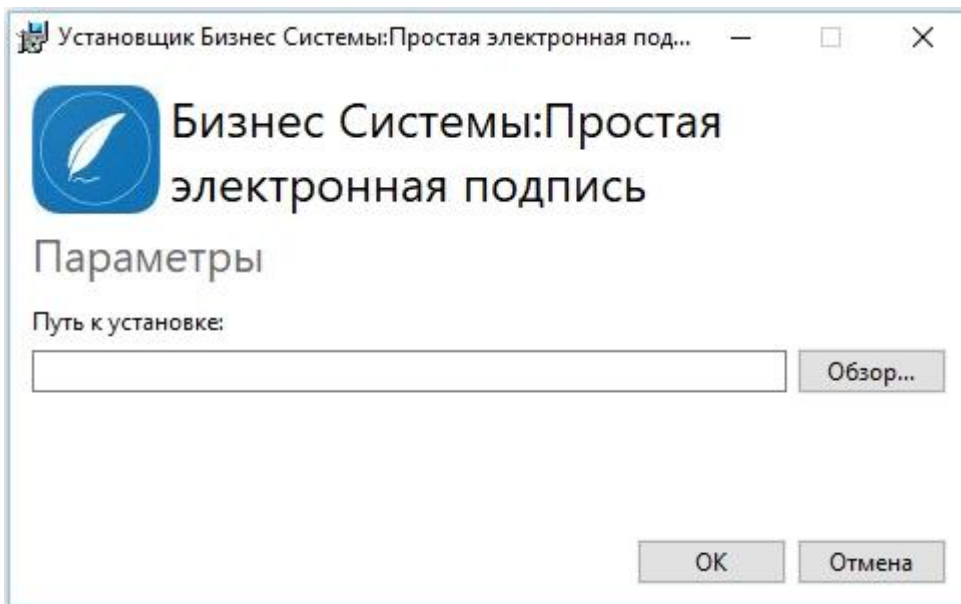 Установщик Бизнес Системы:Простая электронная под...
Бизнес Системы:Простая
электронная подпись
Параметры
Путь к установке:
Обзор...
OK
Отмена